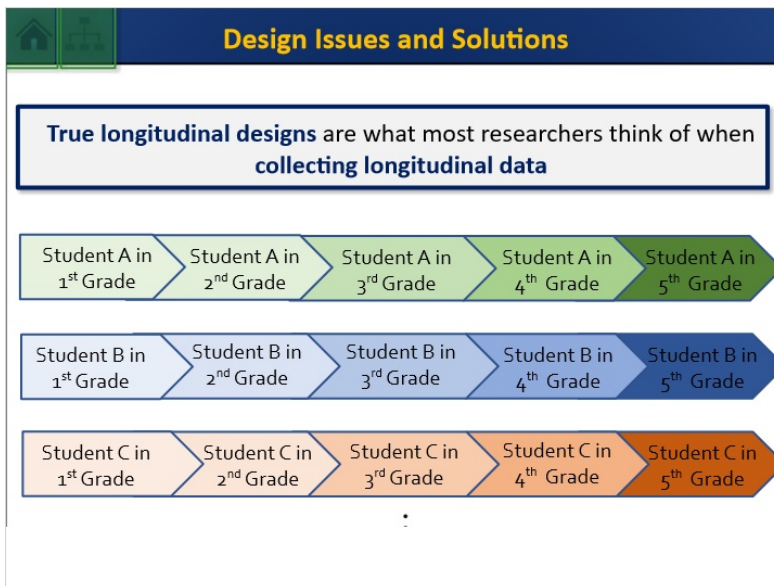 Design Issues and Solutions
True longitudinal designs are what most researchers think of when
collecting longitudinal data
Student A in
1st Grade
Student A in
2nd Grade
Student A in
3rd Grade
Student A in
4th Grade
Student A in
5th Grade
Student B in
1st Grade
Student B in
2nd Grade
Student B in
3rd Grade
Student B in
4th Grade
Student B in
5th Grade
Student C in
1st Grade
Student C in
2nd Grade
Student C in
3rd Grade
Student C in
4th Grade
Student C in
5th Grade